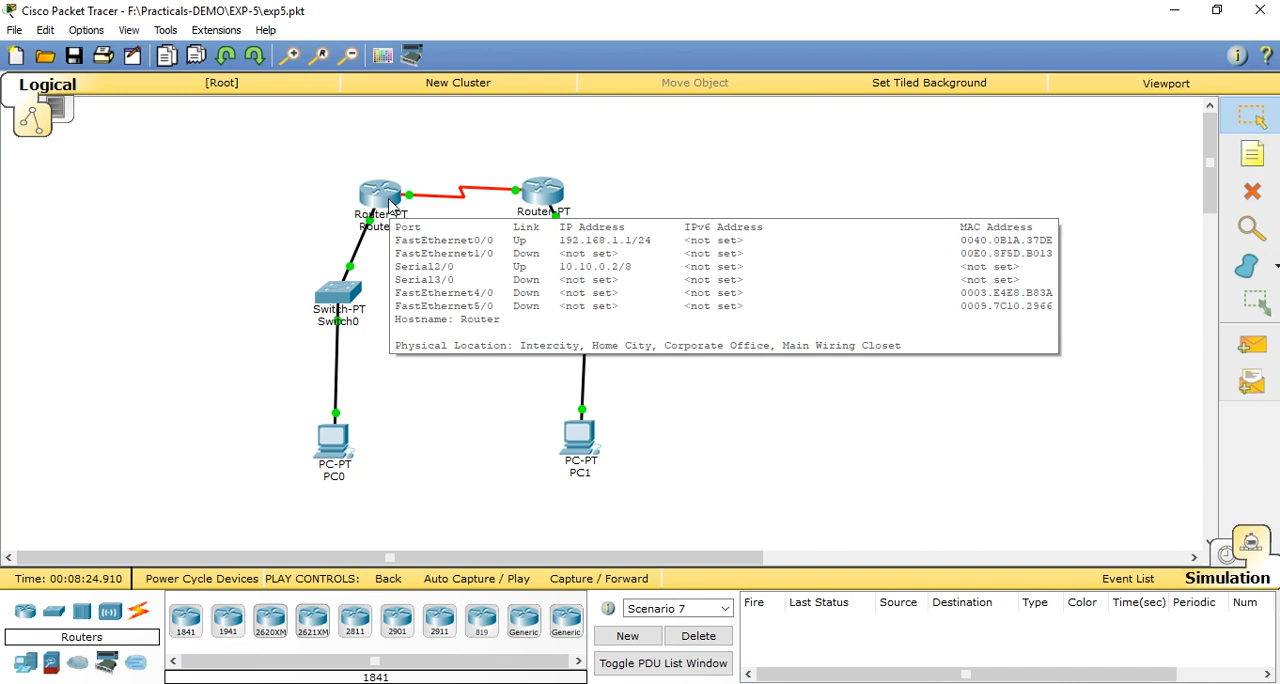 Cisco Packet Tracer - F:\Practicals-DEMO\EXP-5\exp5.pkt
File Edit Options View Tools Extensions Help
Logical [Root] New Cluster Move Object Set Tiled Background Viewport
Router-PT
Route
Router-PT
Port Link IP Address IPv6 Address MAC Address
FastEthernet0/0 Up 192.168.1.1/24 <not set> 0040.0B1A.37DE
FastEthernet1/0 Down <not set> <not set> 00E0.8F5D.B013
Serial2/0 Up 10.10.0.2/8 <not set> <not set>
Serial3/0 Down <not set> <not set> <not set>
FastEthernet4/0 Down <not set> <not set> 0003.E4E8.B83A
FastEthernet5/0 Down <not set> <not set> 0009.7C10.2966
Hostname: Router
Physical Location: Intercity, Home City, Corporate Office, Main Wiring Closet
Switch-PT
Switch0
PC-PT
PC0
PC-PT
PC1
Time: 00:08:24.910 Power Cycle Devices PLAY CONTROLS: Back Auto Capture / Play Capture / Forward Event List Simulation
Routers
1841 1941 2620XM 2621XM 2811 2901 2911 819 Generic Generic
1841
Scenario 7
New Delete
Toggle PDU List Window
Fire Last Status Source Destination Type Color Time(sec) Periodic Num